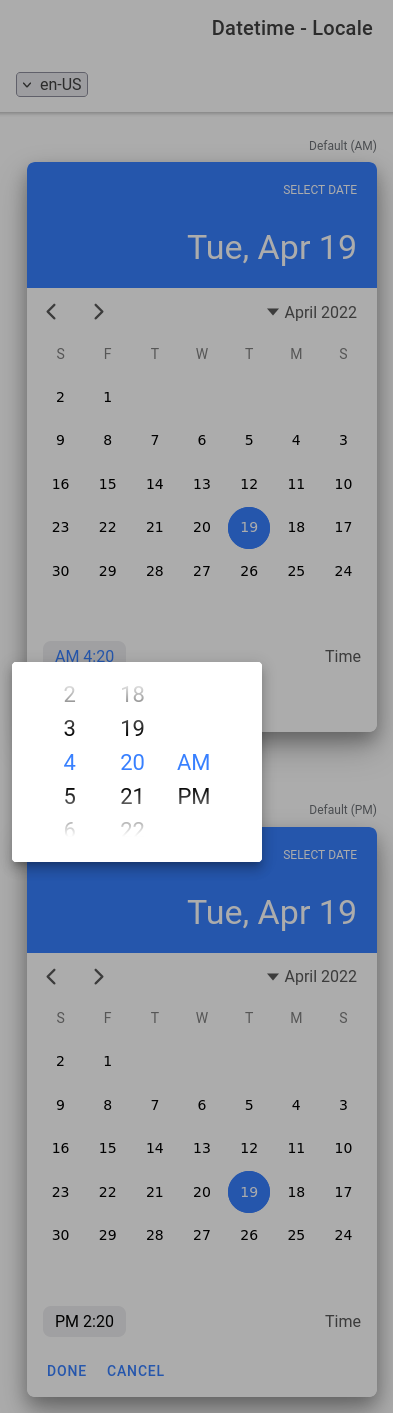 Datetime - Locale
en-US
Default (AM)
SELECT DATE
Tue, Apr 19
April 2022
S F T W T M S
2 1
9 8 7 6 5 4 3
16 15 14 13 12 11 10
23 22 21 20 19 18 17
30 29 28 27 26 25 24
AM 4:20 Time
2 18
3 19
4 20 AM
5 21 PM
6 22
Default (PM)
SELECT DATE
Tue, Apr 19
April 2022
S F T W T M S
2 1
9 8 7 6 5 4 3
16 15 14 13 12 11 10
23 22 21 20 19 18 17
30 29 28 27 26 25 24
PM 2:20 Time
DONE CANCEL